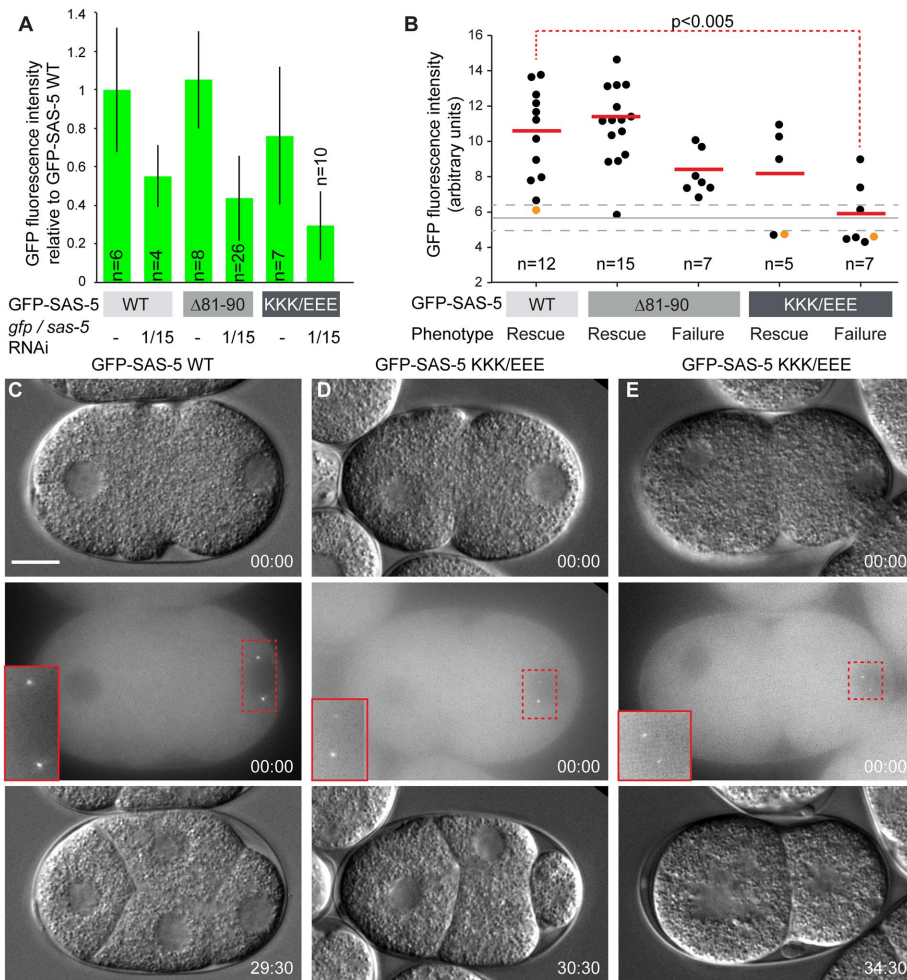 A
GFP fluorescence intensity
relative to GFP-SAS-5 WT
1.4
1.2
1
0.8
0.6
0.4
0.2
0
n=6
n=4
n=8
n=26
n=7
n=10
GFP-SAS-5
WT
Δ81-90
KKK/EEE
gfp / sas-5
RNAi
-
1/15
-
1/15
-
1/15
B
p<0.005
GFP fluorescence intensity
(arbitrary units)
16
14
12
10
8
6
4
2
n=12
n=15
n=7
n=5
n=7
GFP-SAS-5
WT
Δ81-90
KKK/EEE
Phenotype
Rescue
Rescue
Failure
Rescue
Failure
GFP-SAS-5 WT
GFP-SAS-5 KKK/EEE
GFP-SAS-5 KKK/EEE
C
00:00
D
00:00
E
00:00
00:00
00:00
00:00
29:30
30:30
34:30